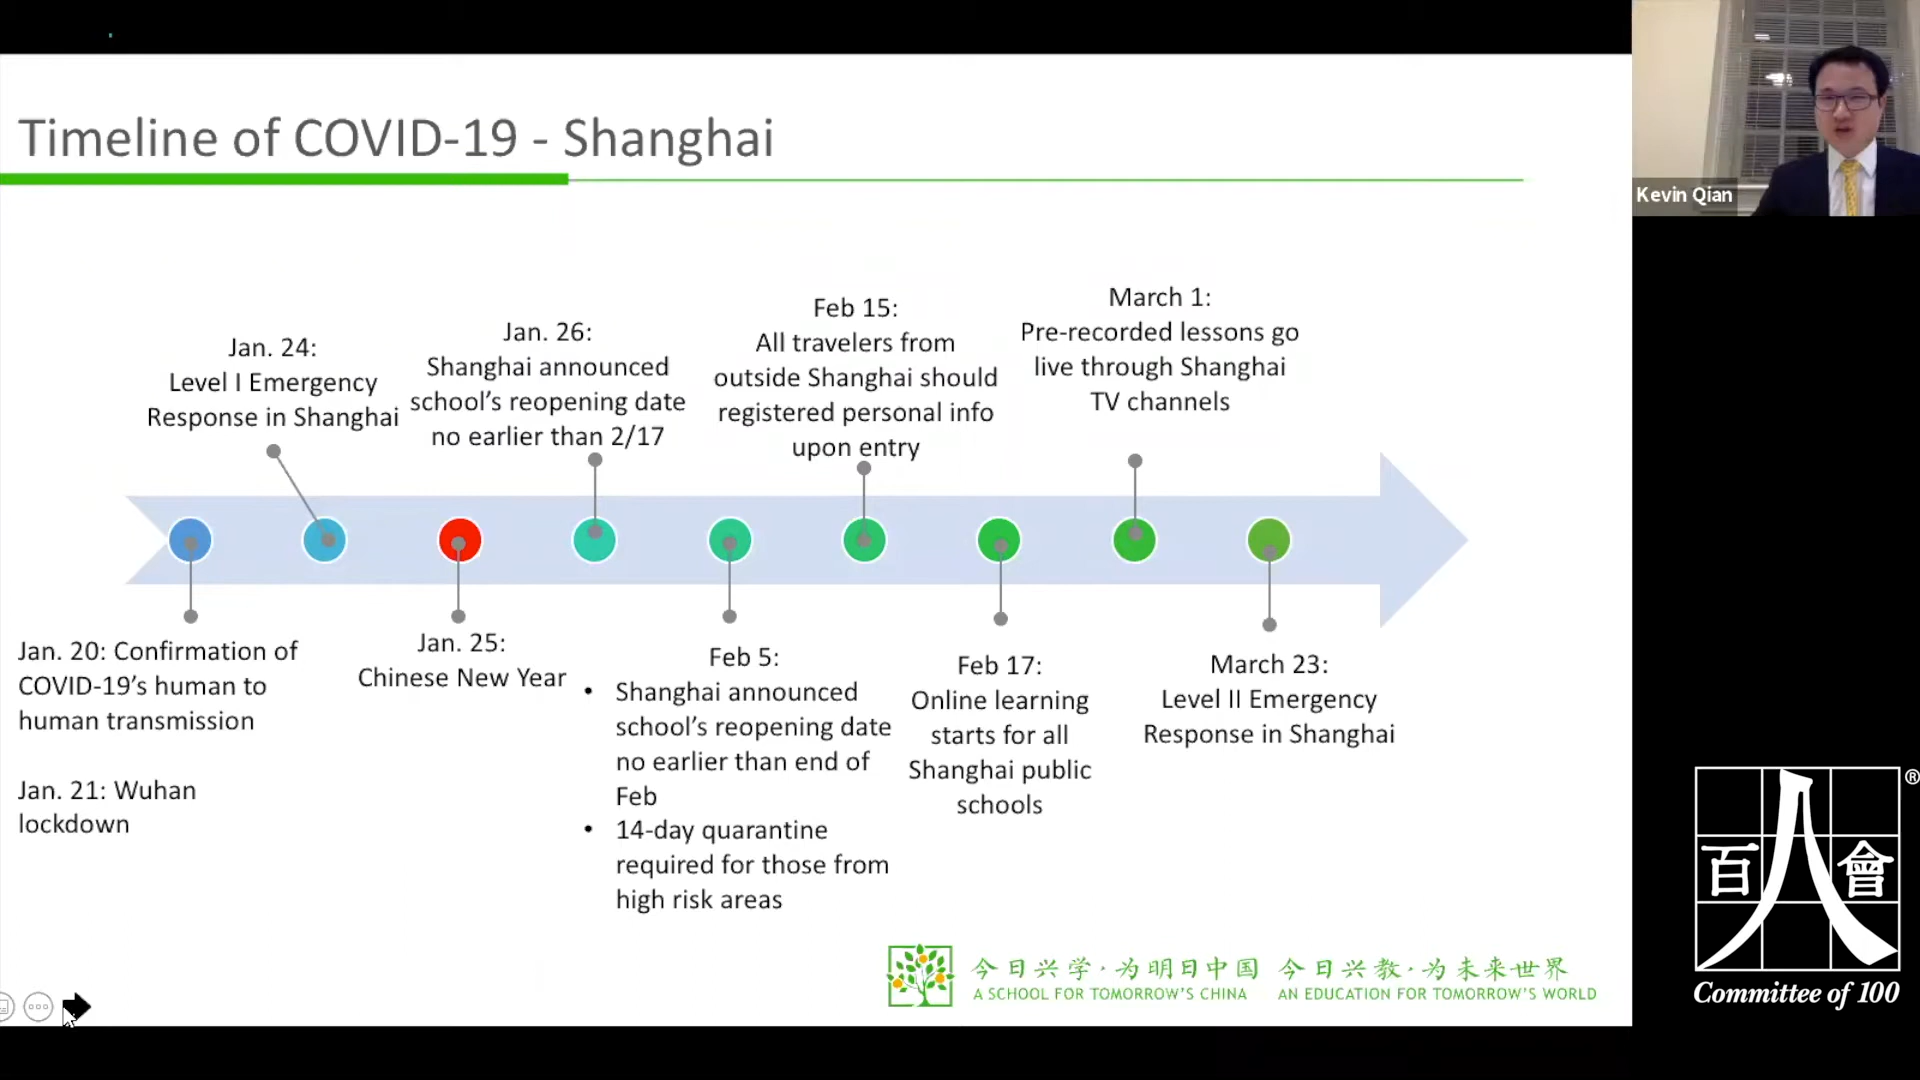 Timeline of COVID-19 - Shanghai
Kevin Qian
Jan. 24:
Level I Emergency
Response in Shanghai
Jan. 26:
Shanghai announced
school’s reopening date
no earlier than 2/17
Feb 15:
All travelers from
outside Shanghai should
registered personal info
upon entry
March 1:
Pre-recorded lessons go
live through Shanghai
TV channels
Jan. 20: Confirmation of
COVID-19’s human to
human transmission
Jan. 21: Wuhan
lockdown
Jan. 25:
Chinese New Year
Feb 5:
• Shanghai announced
school’s reopening date
no earlier than end of
Feb
• 14-day quarantine
required for those from
high risk areas
Feb 17:
Online learning
starts for all
Shanghai public
schools
March 23:
Level II Emergency
Response in Shanghai
今日兴学·为明日中国 今日兴教·为未来世界
A SCHOOL FOR TOMORROW’S CHINA AN EDUCATION FOR TOMORROW’S WORLD
百人會®
Committee of 100